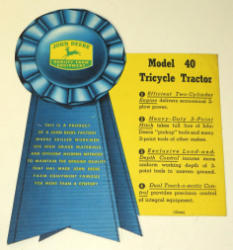 JOHN DEERE
QUALITY FARM
EQUIPMENT
THIS IS A PRODUCT
OF A JOHN DEERE FACTORY
WHERE SKILLED WORKMEN
USE HIGH GRADE MATERIALS
AND EFFICIENT MODERN METHODS
TO MAINTAIN THE GENUINE QUALITY
THAT HAS MADE JOHN DEERE
FARM EQUIPMENT FAMOUS
FOR MORE THAN A CENTURY
Model 40
Tricycle Tractor
1 Efficient Two-Cylinder
Engine delivers economical 2-
plow power.
2 Heavy-Duty 3-Point
Hitch takes full line of John
Deere "pickup" tools and many
3-point tools of other makes.
3 Exclusive Load-and-
Depth Control insures more
uniform working depth of 3-
point tools in uneven ground.
4 Dual Touch-o-matic Con-
trol provides precision control
of integral equipment.